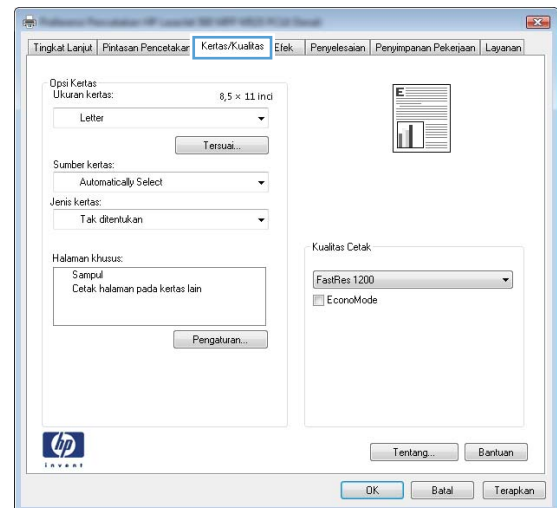 Tingkat Lanjut Pintasan Pencetakan Kertas/Kualitas Efek Penyelesaian Penyimpanan Pekerjaan Layanan
Opsi Kertas
Ukuran kertas: 8,5 × 11 inci
Letter
Tersuai...
Sumber kertas:
Automatically Select
Jenis kertas:
Tak ditentukan
Halaman khusus:
Sampul
Cetak halaman pada kertas lain
Pengaturan...
E
Kualitas Cetak
FastRes 1200
EconoMode
hp
invent
Tentang... Bantuan
OK Batal Terapkan